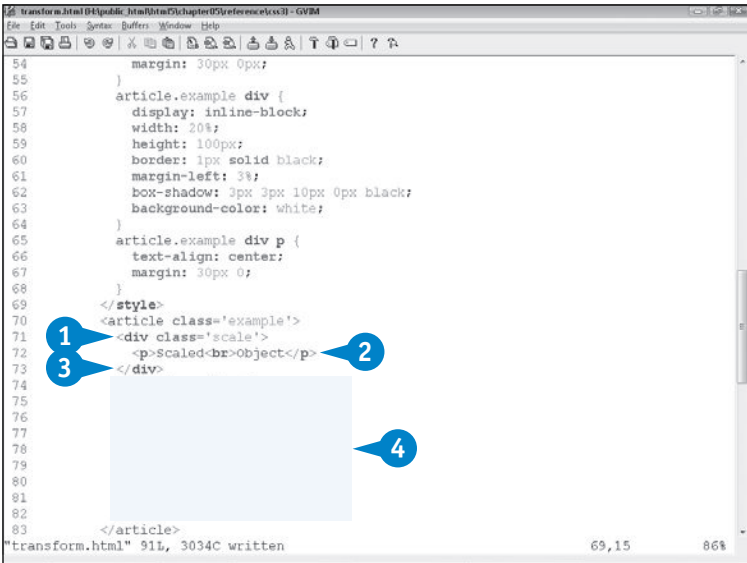 transform.html (H:\public_html\html5\chapter05\reference\css3) - GVIM
File Edit Tools Syntax Buffers Window Help
54 margin: 30px 0px;
55 }
56 article.example div {
57 display: inline-block;
58 width: 20%;
59 height: 100px;
60 border: 1px solid black;
61 margin-left: 3%;
62 box-shadow: 3px 3px 10px 0px black;
63 background-color: white;
64 }
65 article.example div p {
66 text-align: center;
67 margin: 30px 0;
68 }
69 </style>
70 <article class='example'>
71 1 <div class='scale'>
72 <p>Scaled<br>Object</p> 2
73 3 </div>
74
75
76
77
78 4
79
80
81
82
83 </article>
"transform.html" 91L, 3034C written 69,15 86%